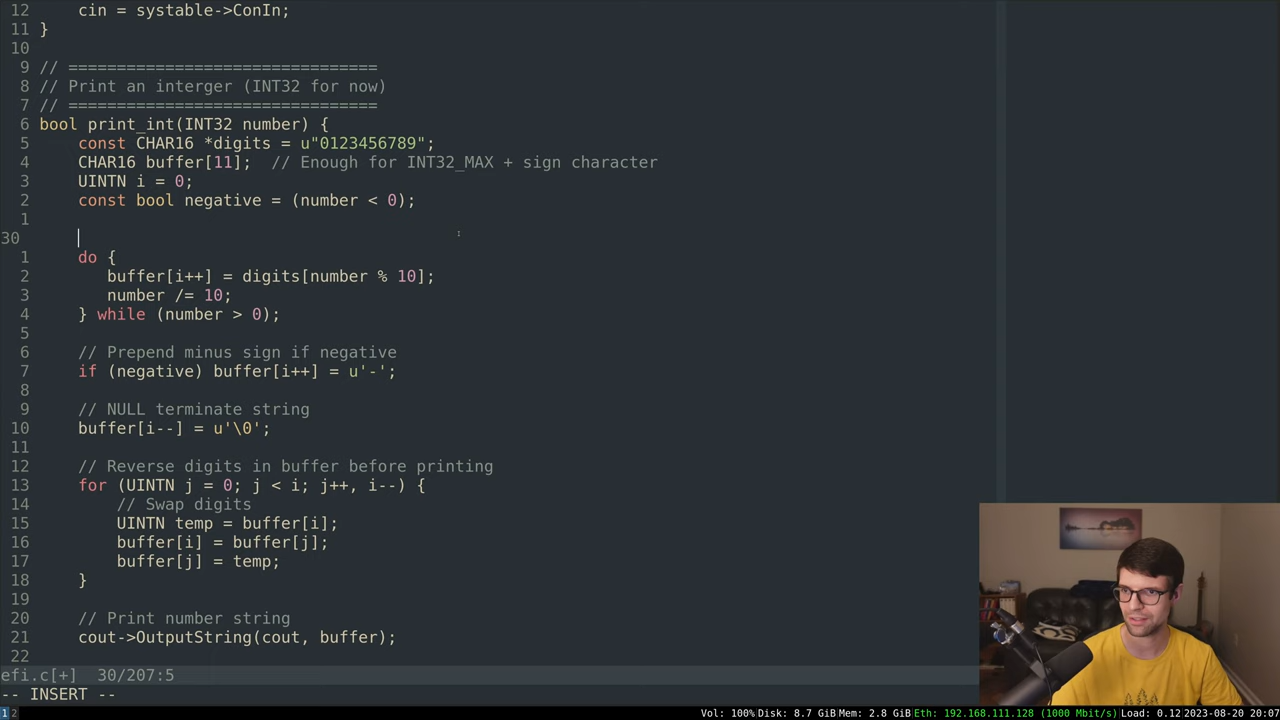 12     cin = systable->ConIn;
11 }
10
9 // ================================
8 // Print an interger (INT32 for now)
7 // ================================
6 bool print_int(INT32 number) {
5     const CHAR16 *digits = u"0123456789";
4     CHAR16 buffer[11];  // Enough for INT32_MAX + sign character
3     UINTN i = 0;
2     const bool negative = (number < 0);
1
30
1     do {
2        buffer[i++] = digits[number % 10];
3        number /= 10;
4     } while (number > 0);
5
6     // Prepend minus sign if negative
7     if (negative) buffer[i++] = u'-';
8
9     // NULL terminate string
10     buffer[i--] = u'\0';
11
12     // Reverse digits in buffer before printing
13     for (UINTN j = 0; j < i; j++, i--) {
14         // Swap digits
15         UINTN temp = buffer[i];
16         buffer[i] = buffer[j];
17         buffer[j] = temp;
18     }
19
20     // Print number string
21     cout->OutputString(cout, buffer);
22
efi.c[+]  30/207:5
-- INSERT --
1 2 Vol: 100% Disk: 8.7 GiB Mem: 2.8 GiB Eth: 192.168.111.128 (1000 Mbit/s) Load: 0.12 2023-08-20 20:07